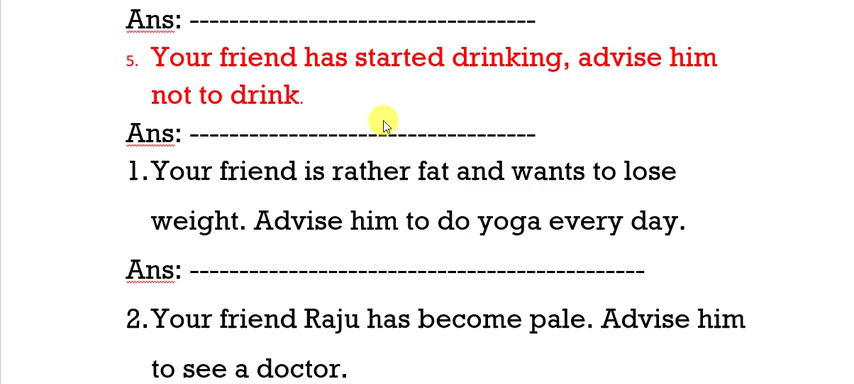 Ans: -----------------------------------
5. Your friend has started drinking, advise him
not to drink.
Ans: -----------------------------------
1.Your friend is rather fat and wants to lose
weight. Advise him to do yoga every day.
Ans: ----------------------------------------------
2.Your friend Raju has become pale. Advise him
to see a doctor.